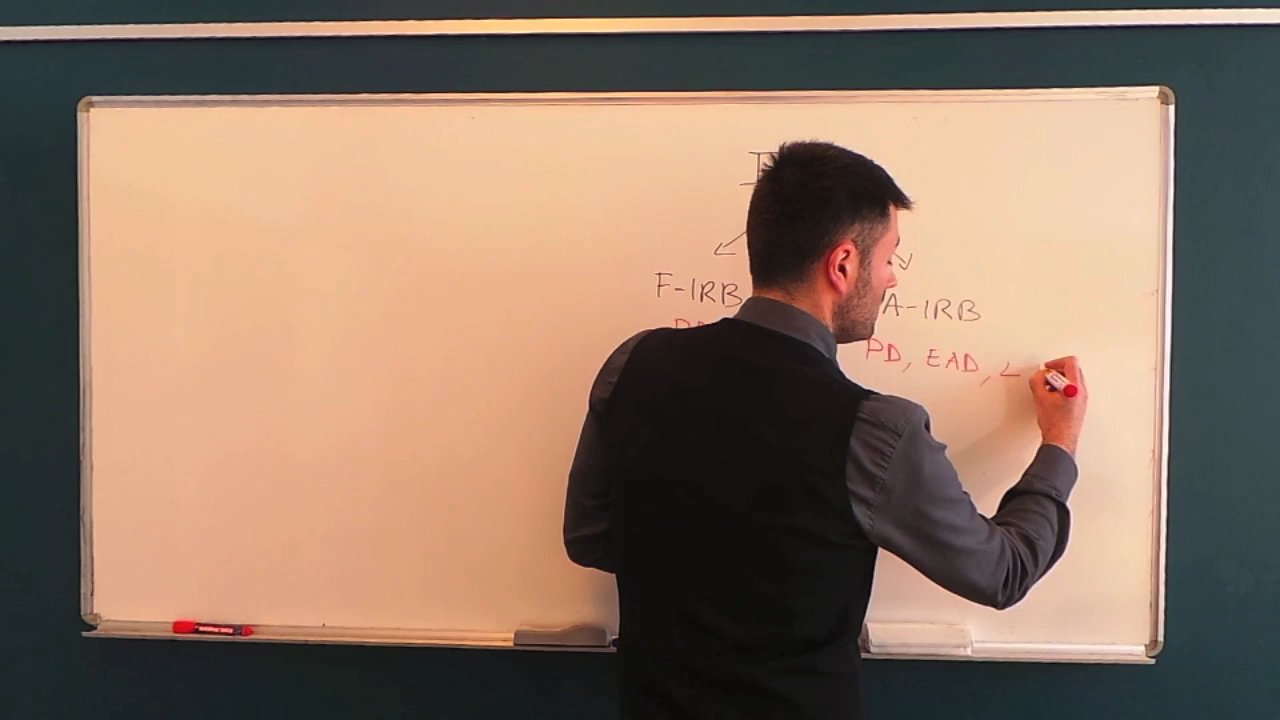 I
F-IRB A-IRB
PD, EAD, L